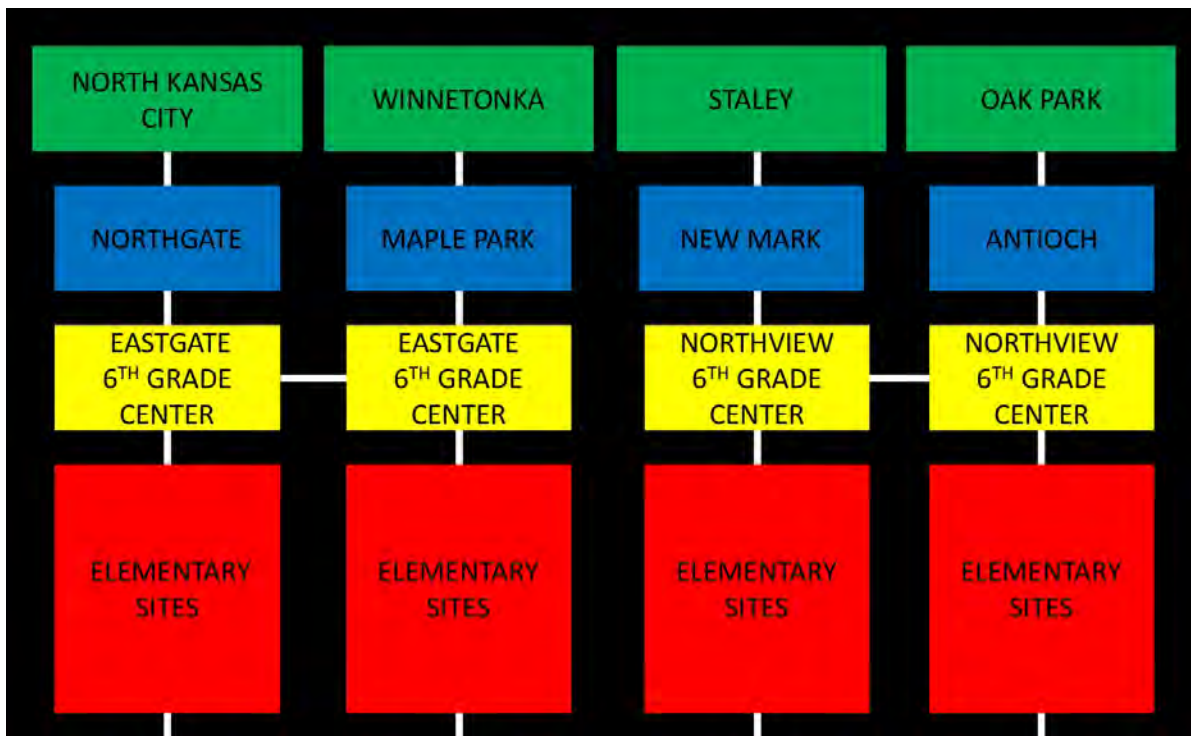 NORTH KANSAS
CITY
WINNETONKA
STALEY
OAK PARK
NORTHGATE
MAPLE PARK
NEW MARK
ANTIOCH
EASTGATE
6TH GRADE
CENTER
EASTGATE
6TH GRADE
CENTER
NORTHVIEW
6TH GRADE
CENTER
NORTHVIEW
6TH GRADE
CENTER
ELEMENTARY
SITES
ELEMENTARY
SITES
ELEMENTARY
SITES
ELEMENTARY
SITES